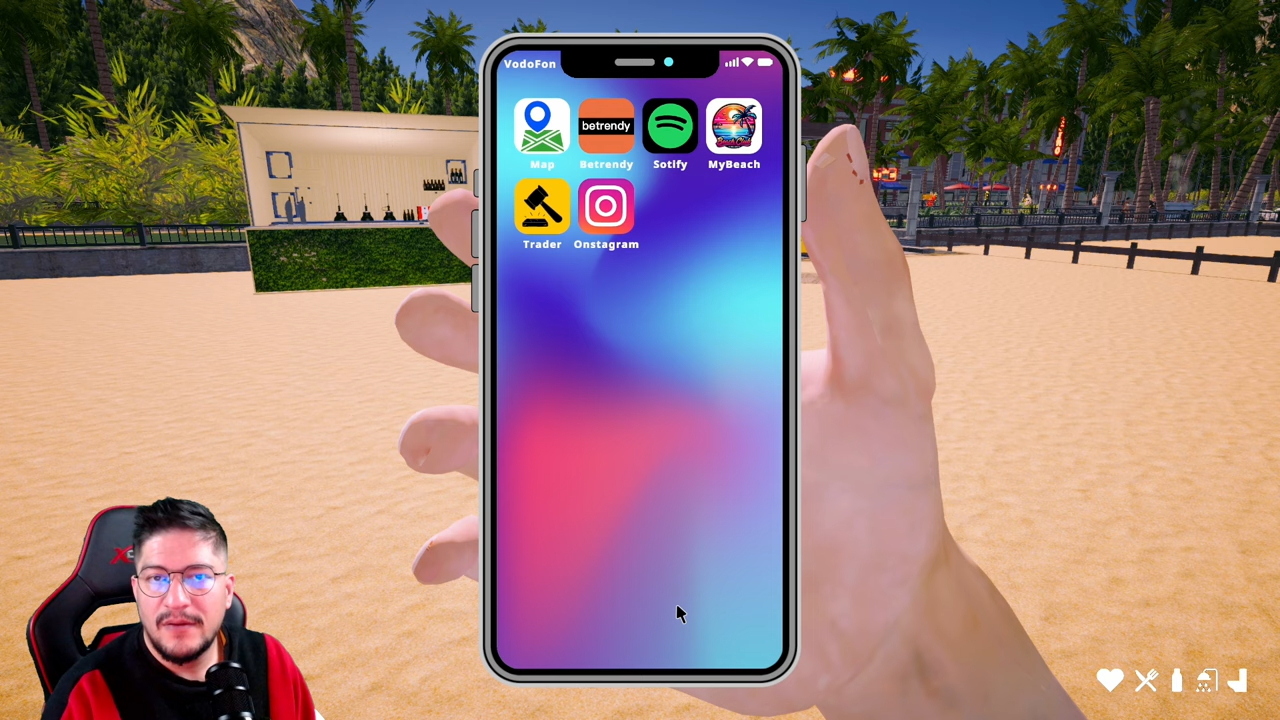 VodoFon
betrendy
Map
Betrendy
Sotify
MyBeach
Trader
Onstagram